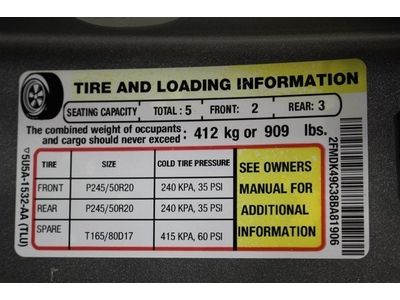 TIRE AND LOADING INFORMATION
SEATING CAPACITY TOTAL : 5 FRONT: 2 REAR: 3
The combined weight of occupants
and cargo should never exceed : 412 kg or 909 lbs.
TIRE SIZE COLD TIRE PRESSURE
FRONT P245/50R20 240 KPA, 35 PSI
REAR P245/50R20 240 KPA, 35 PSI
SPARE T165/80D17 415 KPA, 60 PSI
SEE OWNERS
MANUAL FOR
ADDITIONAL
INFORMATION
▽5U5A-1532-AA (TLU)
2FMDK49C38BA81906